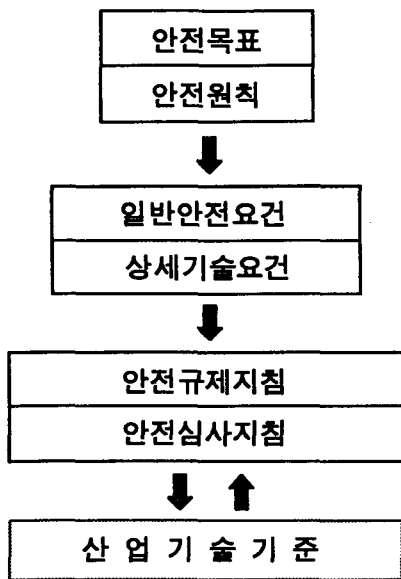 안전목표
안전원칙
일반안전요건
상세기술요건
안전규제지침
안전심사지침
산 업 기 술 기 준